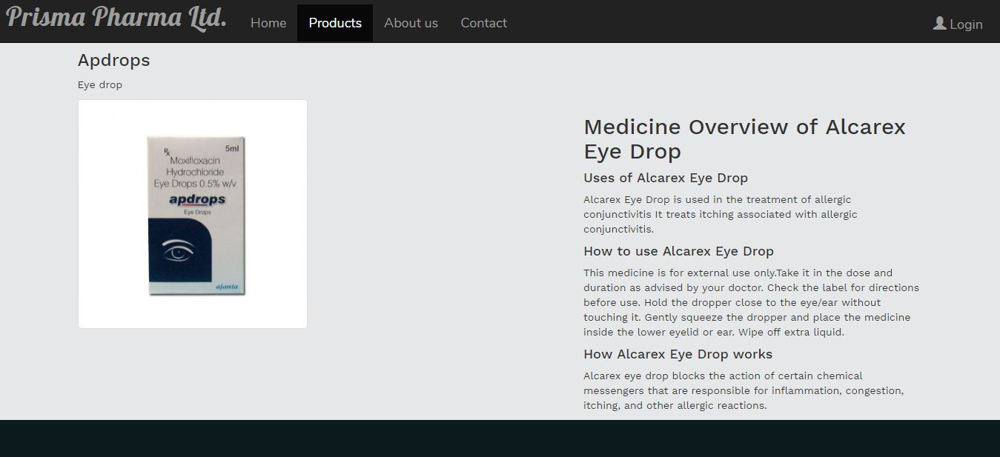 Prisma Pharma Ltd. Home Products About us Contact Login
Apdrops
Eye drop
Rx 5ml
Moxifloxacin
Hydrochloride
Eye Drops 0.5% w/v
apdrops
Eye Drops
ajanta
Medicine Overview of Alcarex
Eye Drop
Uses of Alcarex Eye Drop
Alcarex Eye Drop is used in the treatment of allergic
conjunctivitis It treats itching associated with allergic
conjunctivitis.
How to use Alcarex Eye Drop
This medicine is for external use only.Take it in the dose and
duration as advised by your doctor. Check the label for directions
before use. Hold the dropper close to the eye/ear without
touching it. Gently squeeze the dropper and place the medicine
inside the lower eyelid or ear. Wipe off extra liquid.
How Alcarex Eye Drop works
Alcarex eye drop blocks the action of certain chemical
messengers that are responsible for inflammation, congestion,
itching, and other allergic reactions.